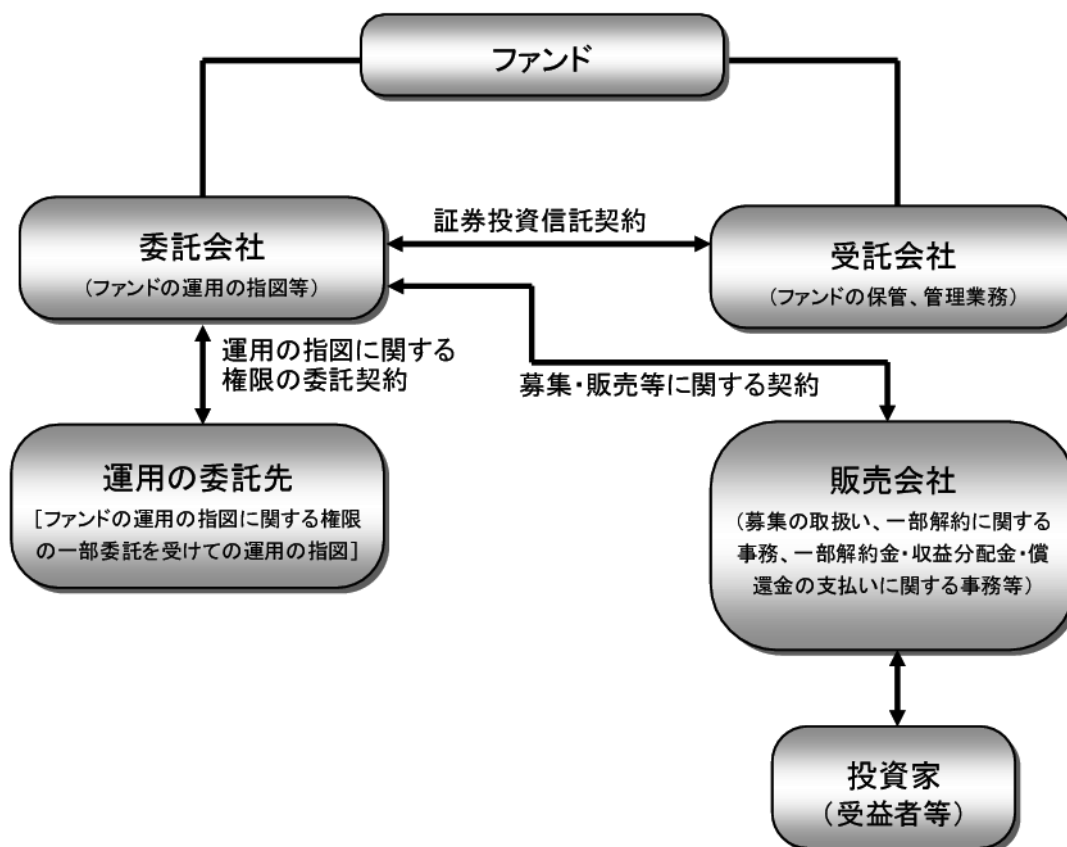 ファンド
委託会社
(ファンドの運用の指図等)
証券投資信託契約
受託会社
(ファンドの保管、管理業務)
運用の指図に関する
権限の委託契約
募集・販売等に関する契約
運用の委託先
[ファンドの運用の指図に関する権限
の一部委託を受けての運用の指図]
販売会社
(募集の取扱い、一部解約に関する
事務、一部解約金・収益分配金・償
還金の支払いに関する事務等)
投資家
(受益者等)